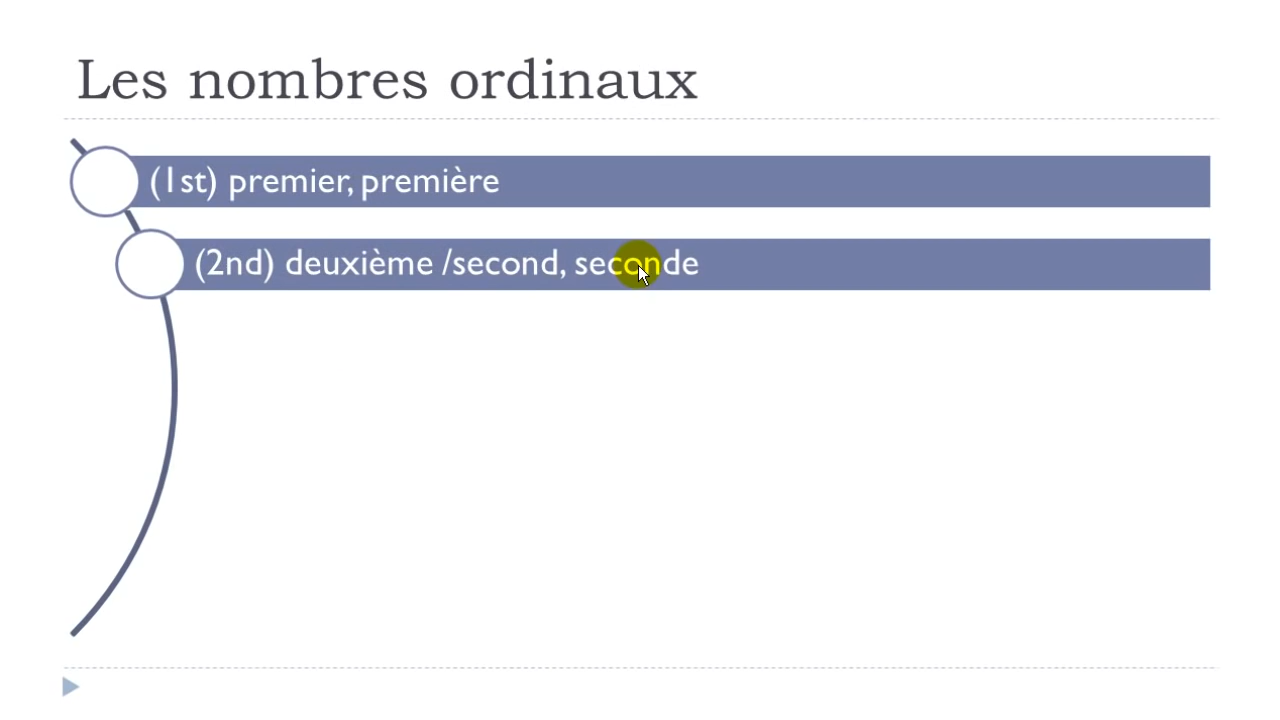 Les nombres ordinaux
(1st) premier, première
(2nd) deuxième /second, seconde